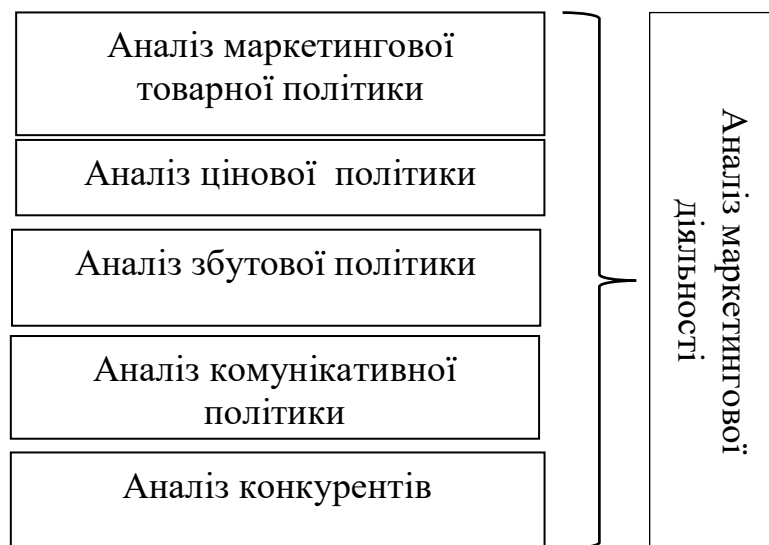 Аналіз маркетингової
товарної політики
Аналіз цінової політики
Аналіз збутової політики
Аналіз комунікативної
політики
Аналіз конкурентів
Аналіз маркетингової
діяльності